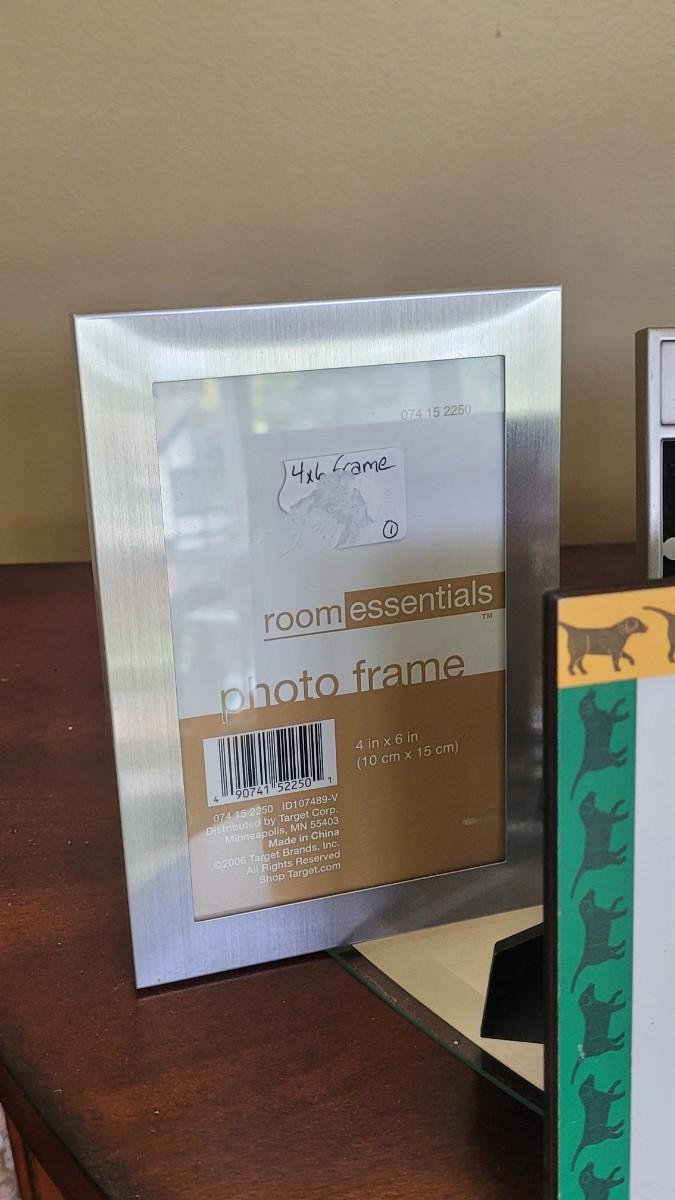 074 15 2250
4x6 frame
1
room essentials
TM
photo frame
4 in x 6 in
(10 cm x 15 cm)
4 90741 52250 1
074 15 2250 ID107489-V
Distributed by Target Corp.
Minneapolis, MN 55403
Made in China
©2006 Target Brands, Inc.
All Rights Reserved
Shop Target.com